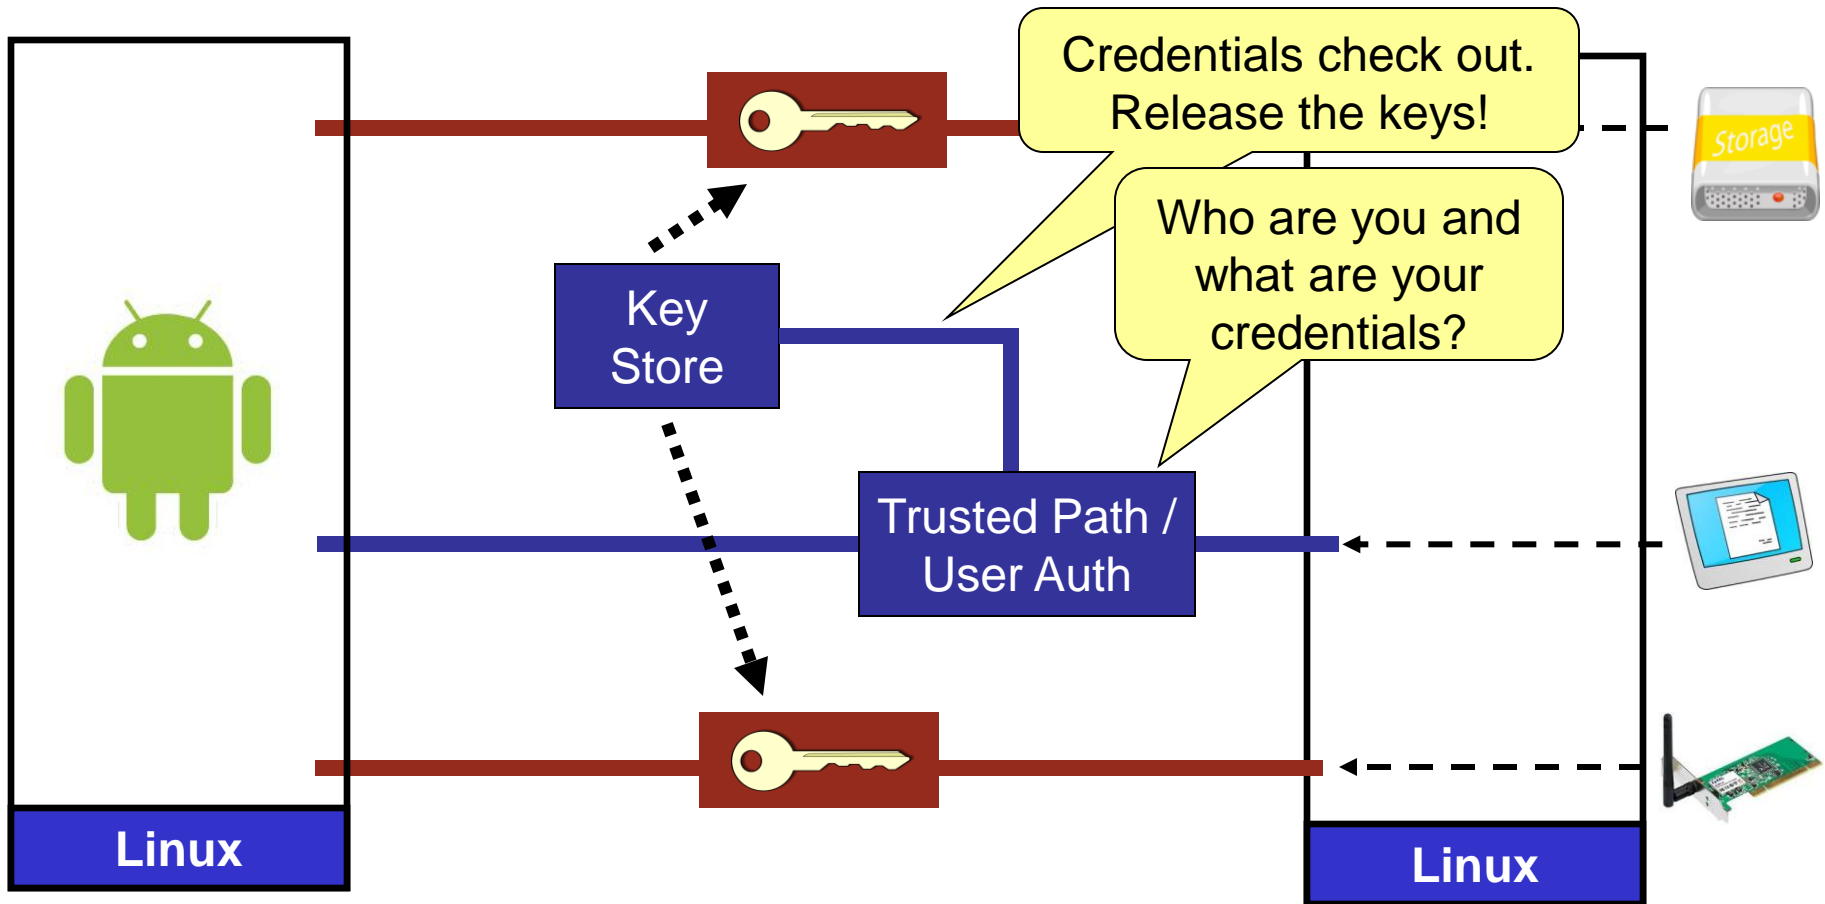 Credentials check out.
Release the keys!
Storage
Who are you and
what are your
credentials?
Key
Store
Trusted Path /
User Auth
Linux
Linux